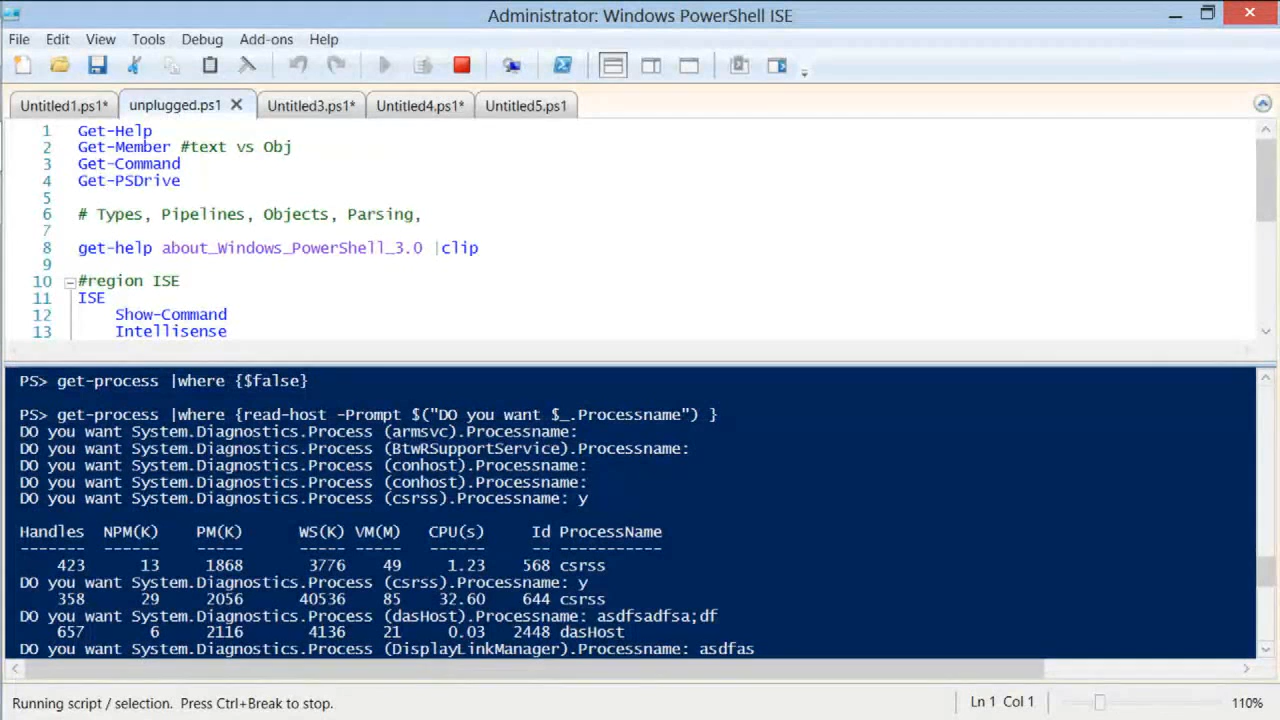 Administrator: Windows PowerShell ISE
File Edit View Tools Debug Add-ons Help
Untitled1.ps1* unplugged.ps1 Untitled3.ps1* Untitled4.ps1* Untitled5.ps1
1 Get-Help
2 Get-Member #text vs Obj
3 Get-Command
4 Get-PSDrive
5
6 # Types, Pipelines, Objects, Parsing,
7
8 get-help about_Windows_PowerShell_3.0 |clip
9
10 #region ISE
11 ISE
12 Show-Command
13 Intellisense
PS> get-process |where {$false}
PS> get-process |where {read-host -Prompt $("DO you want $_.Processname") }
DO you want System.Diagnostics.Process (armsvc).Processname:
DO you want System.Diagnostics.Process (BtwRSupportService).Processname:
DO you want System.Diagnostics.Process (conhost).Processname:
DO you want System.Diagnostics.Process (conhost).Processname:
DO you want System.Diagnostics.Process (csrss).Processname: y
Handles NPM(K) PM(K) WS(K) VM(M) CPU(s) Id ProcessName
------- ------ ----- ----- ----- ------ -- -----------
423 13 1868 3776 49 1.23 568 csrss
DO you want System.Diagnostics.Process (csrss).Processname: y
358 29 2056 40536 85 32.60 644 csrss
DO you want System.Diagnostics.Process (dasHost).Processname: asdfsadfsa;df
657 6 2116 4136 21 0.03 2448 dasHost
DO you want System.Diagnostics.Process (DisplayLinkManager).Processname: asdfas
Running script / selection. Press Ctrl+Break to stop. Ln 1 Col 1 110%